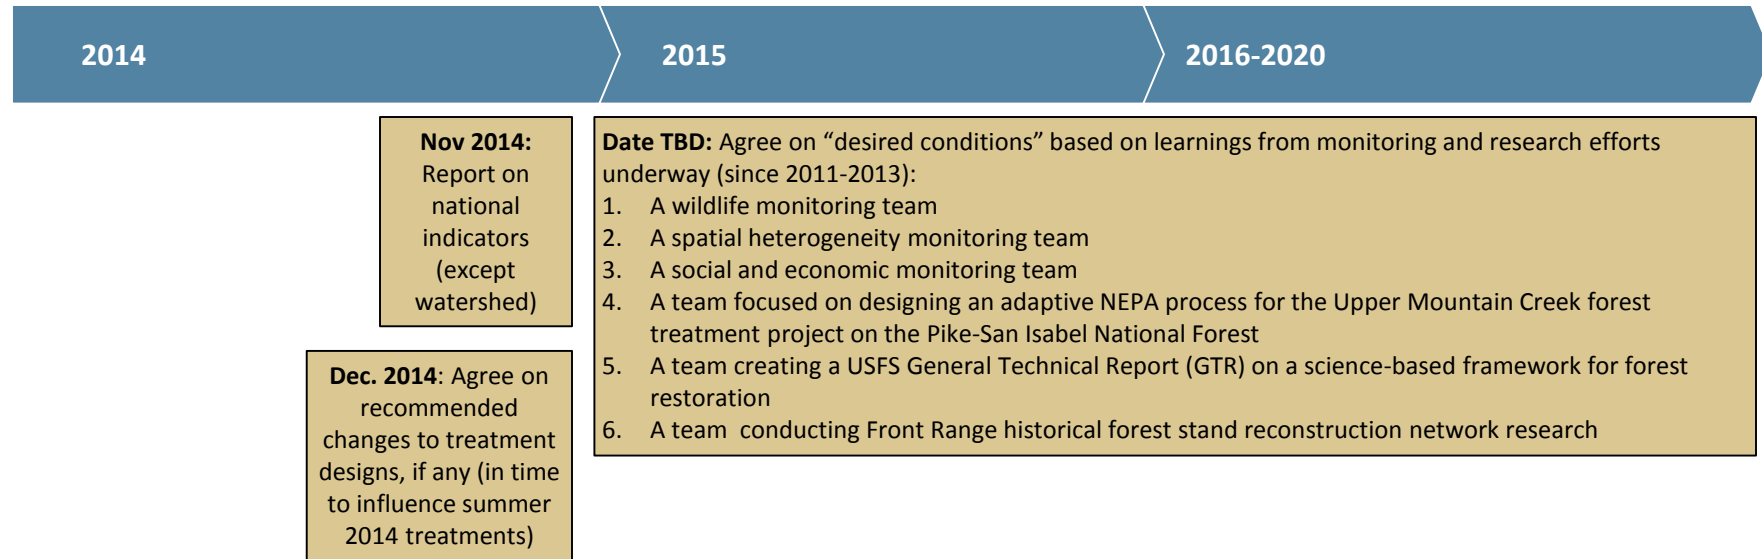 2014
2015
2016-2020
Nov 2014:
Report on
national
indicators
(except
watershed)
Dec. 2014: Agree on
recommended
changes to treatment
designs, if any (in time
to influence summer
2014 treatments)
Date TBD: Agree on “desired conditions” based on learnings from monitoring and research efforts
underway (since 2011-2013):
1. A wildlife monitoring team
2. A spatial heterogeneity monitoring team
3. A social and economic monitoring team
4. A team focused on designing an adaptive NEPA process for the Upper Mountain Creek forest
treatment project on the Pike-San Isabel National Forest
5. A team creating a USFS General Technical Report (GTR) on a science-based framework for forest
restoration
6. A team conducting Front Range historical forest stand reconstruction network research